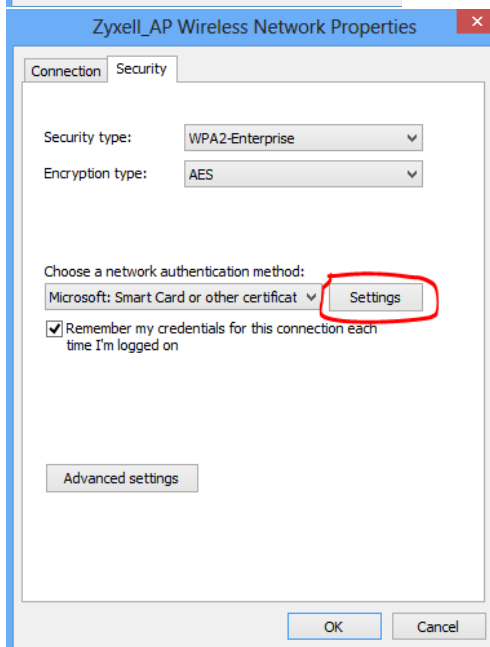 Zyxell_AP Wireless Network Properties
Connection Security
Security type: WPA2-Enterprise
Encryption type: AES
Choose a network authentication method:
Microsoft: Smart Card or other certificat Settings
Remember my credentials for this connection each
time I'm logged on
Advanced settings
OK Cancel